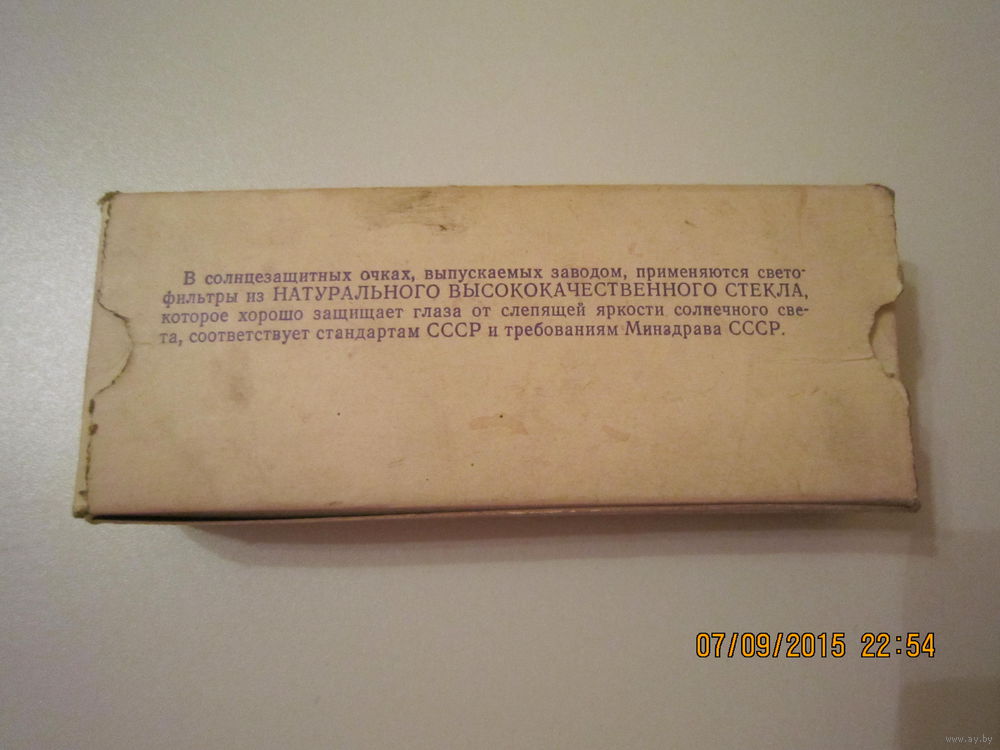 В солнцезащитных очках, выпускаемых заводом, применяются свето-
фильтры из НАТУРАЛЬНОГО ВЫСОКОКАЧЕСТВЕННОГО СТЕКЛА,
которое хорошо защищает глаза от слепящей яркости солнечного све-
та, соответствует стандартам СССР и требованиям Минздрава СССР.
07/09/2015 22:54
www.ay.by